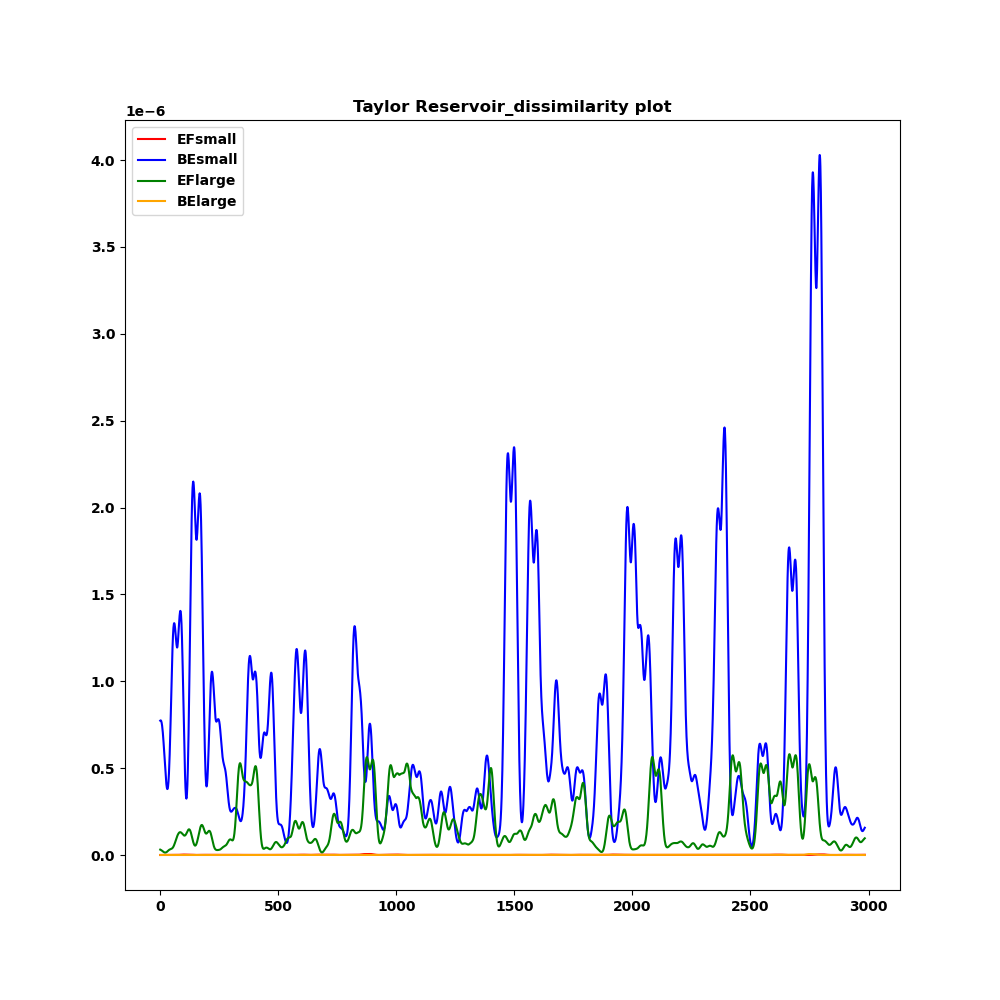 Taylor Reservoir_dissimilarity plot
1e−6
EFsmall
BEsmall
EFlarge
BElarge
4.0
3.5
3.0
2.5
2.0
1.5
1.0
0.5
0.0
0 500 1000 1500 2000 2500 3000